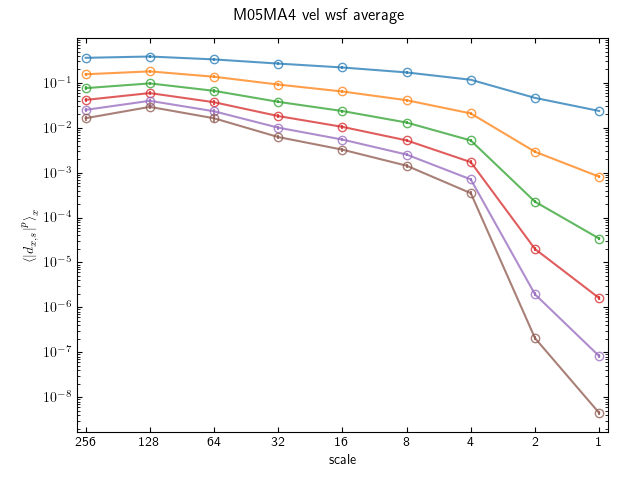 M05MA4 vel wsf average
10⁻¹
10⁻²
10⁻³
10⁻⁴
10⁻⁵
10⁻⁶
10⁻⁷
10⁻⁸
⟨|d_{x,s}|^p⟩_x
256 128 64 32 16 8 4 2 1
scale